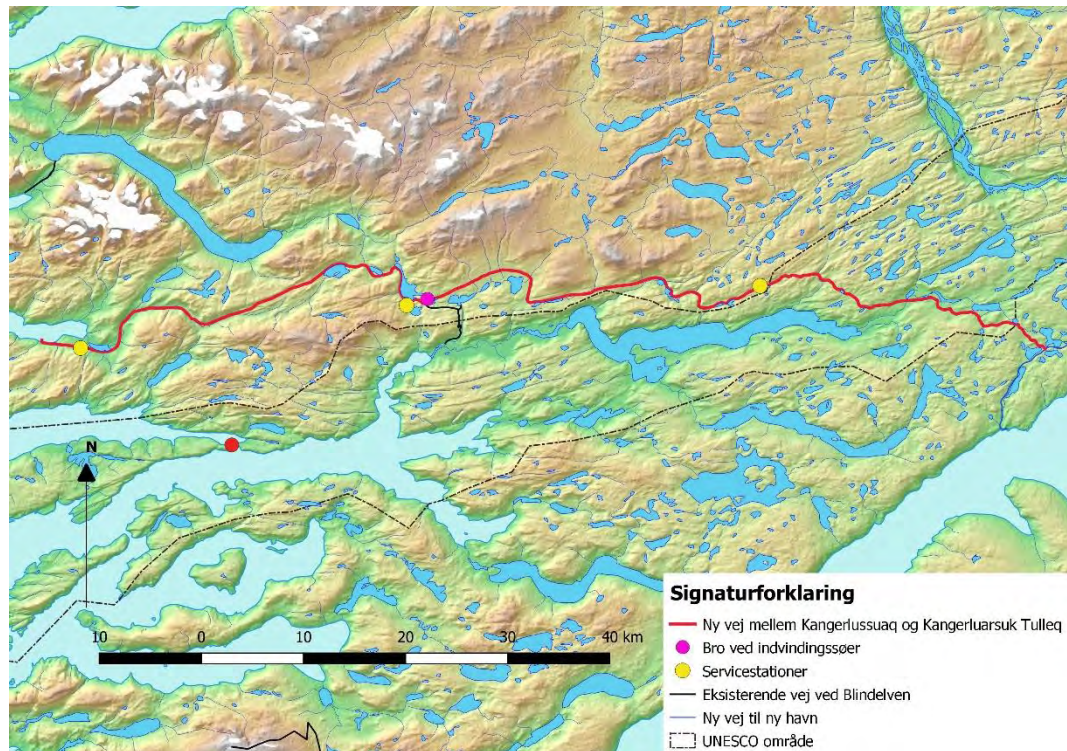 N
10 0 10 20 30 40 km
Signaturforklaring
Ny vej mellem Kangerlussuaq og Kangerluarsuk Tulleq
Bro ved indvindingssøer
Servicestationer
Eksisterende vej ved Blindelven
Ny vej til ny havn
UNESCO område